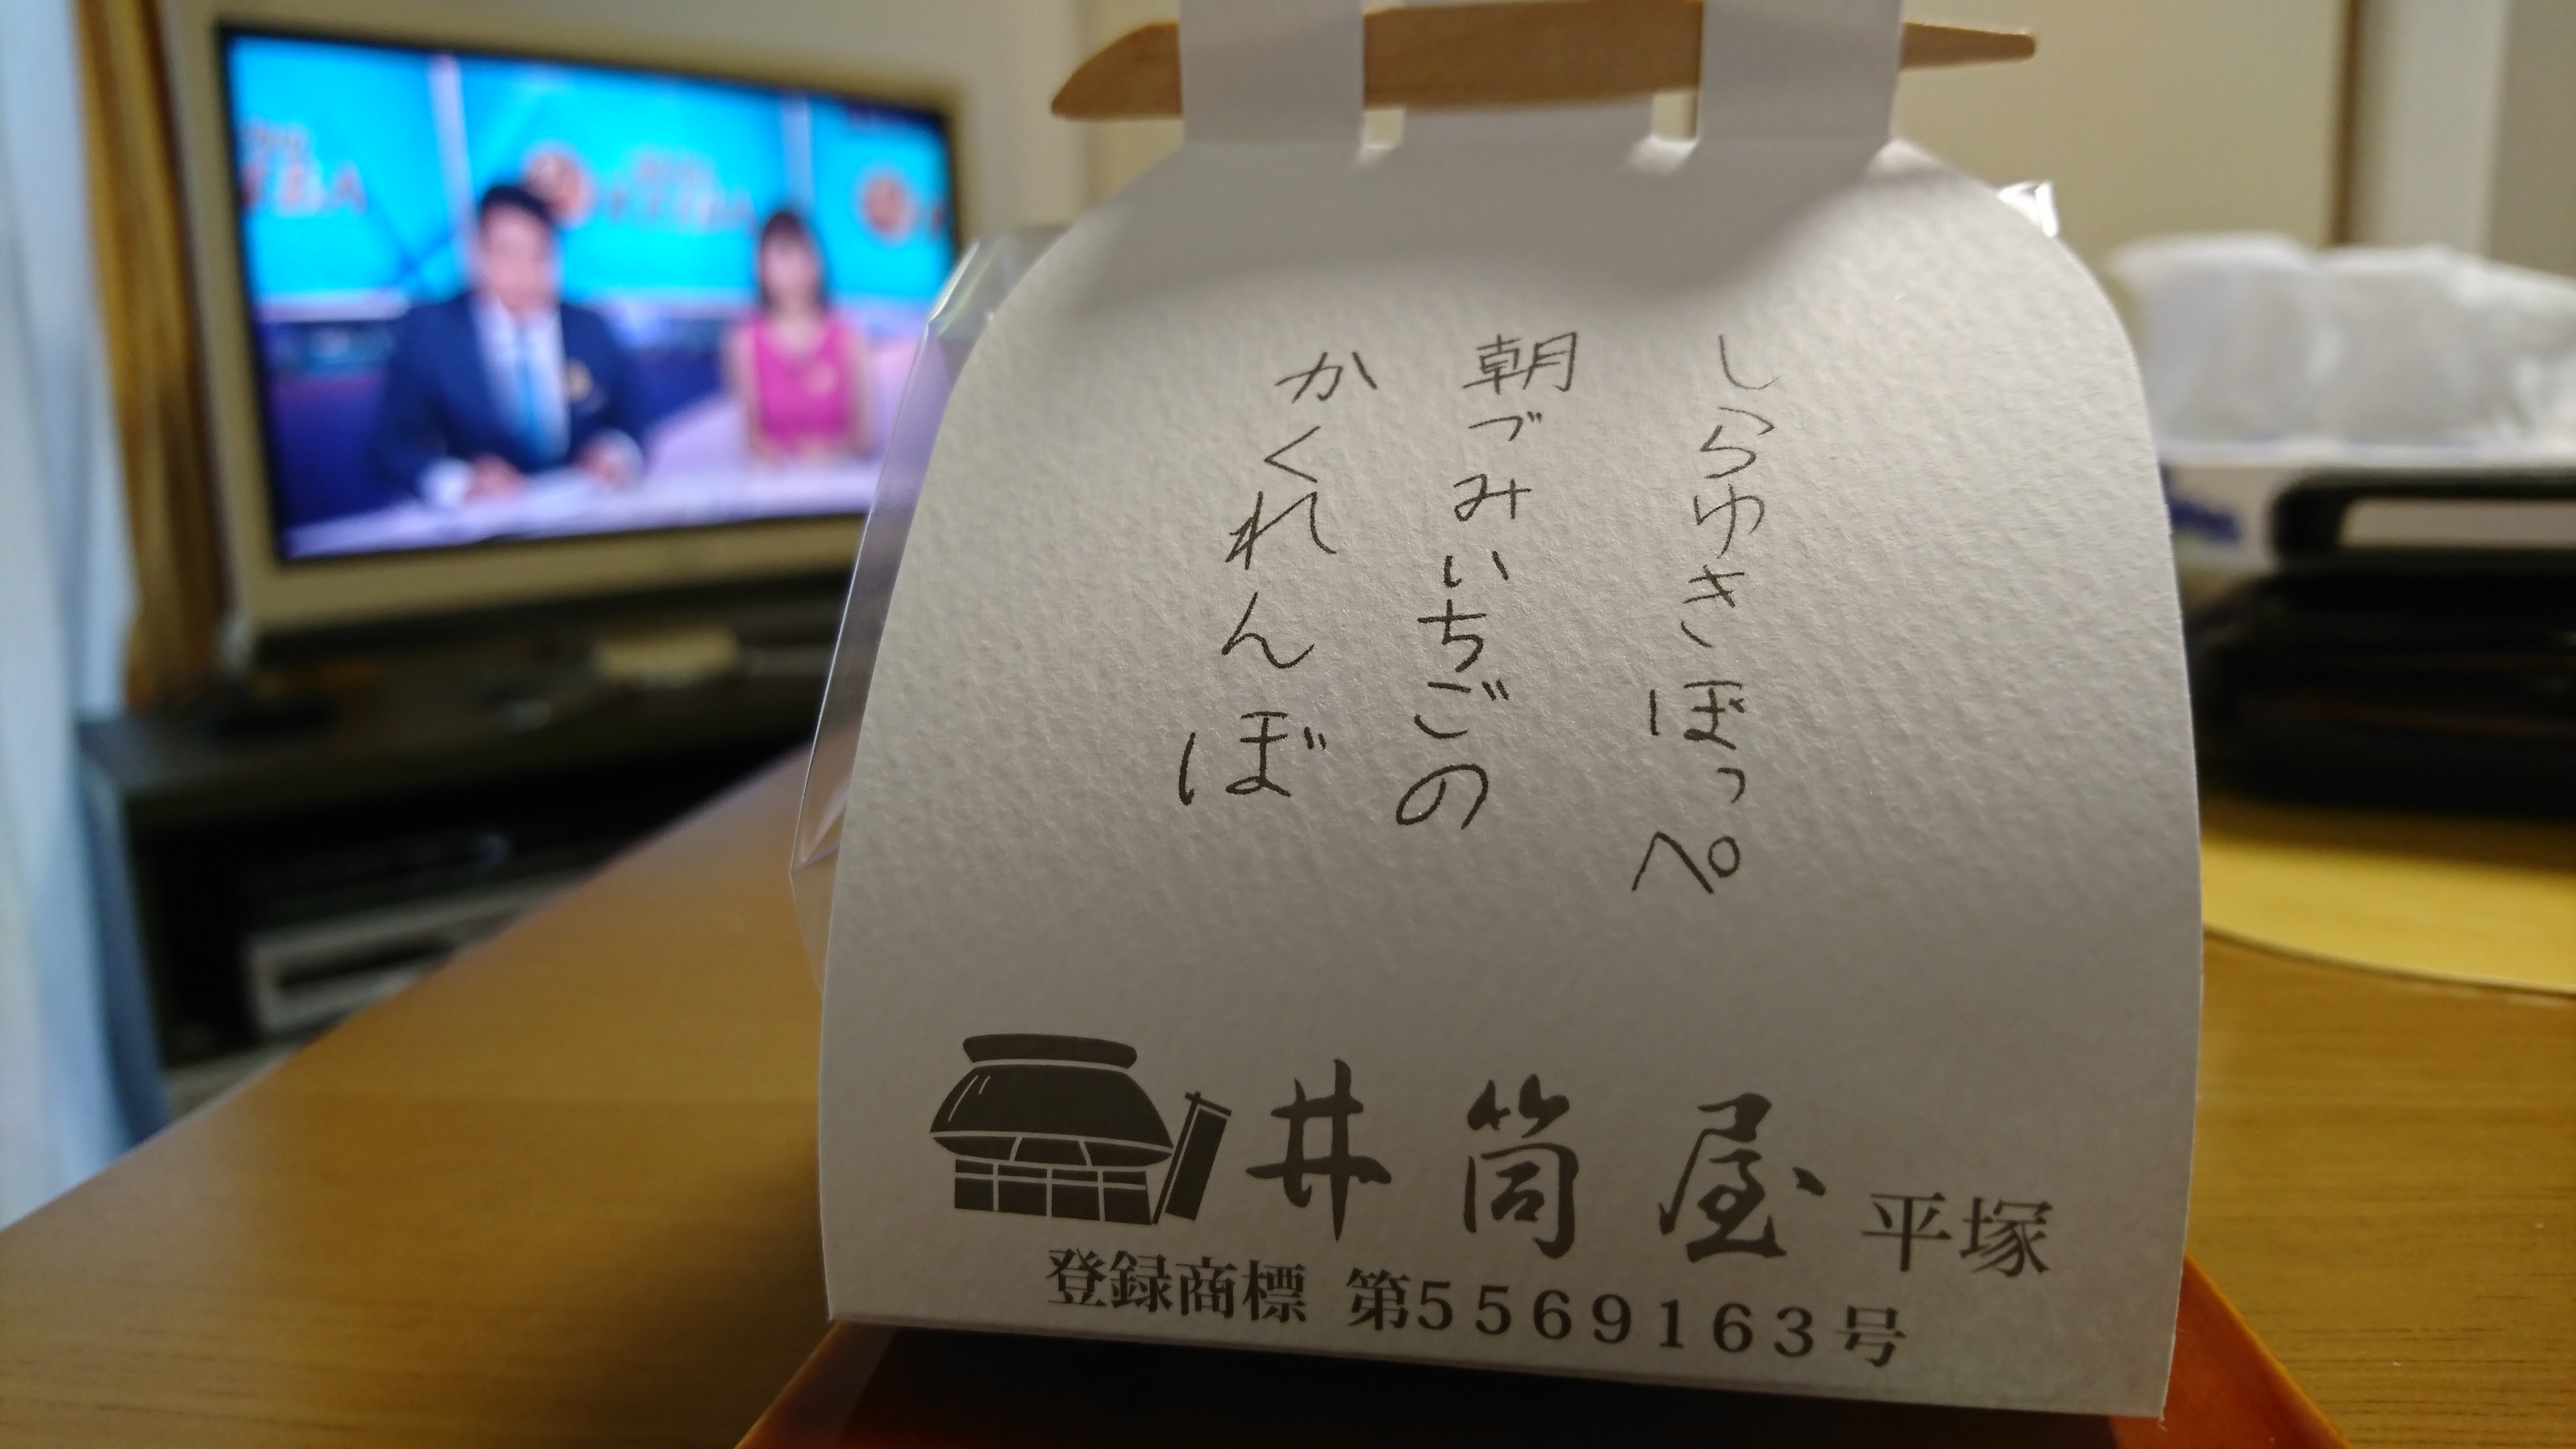 しらゆきぽっぺ
朝づみいちごの
かくれんぼ
井筒屋 平塚
登録商標 第5569163号